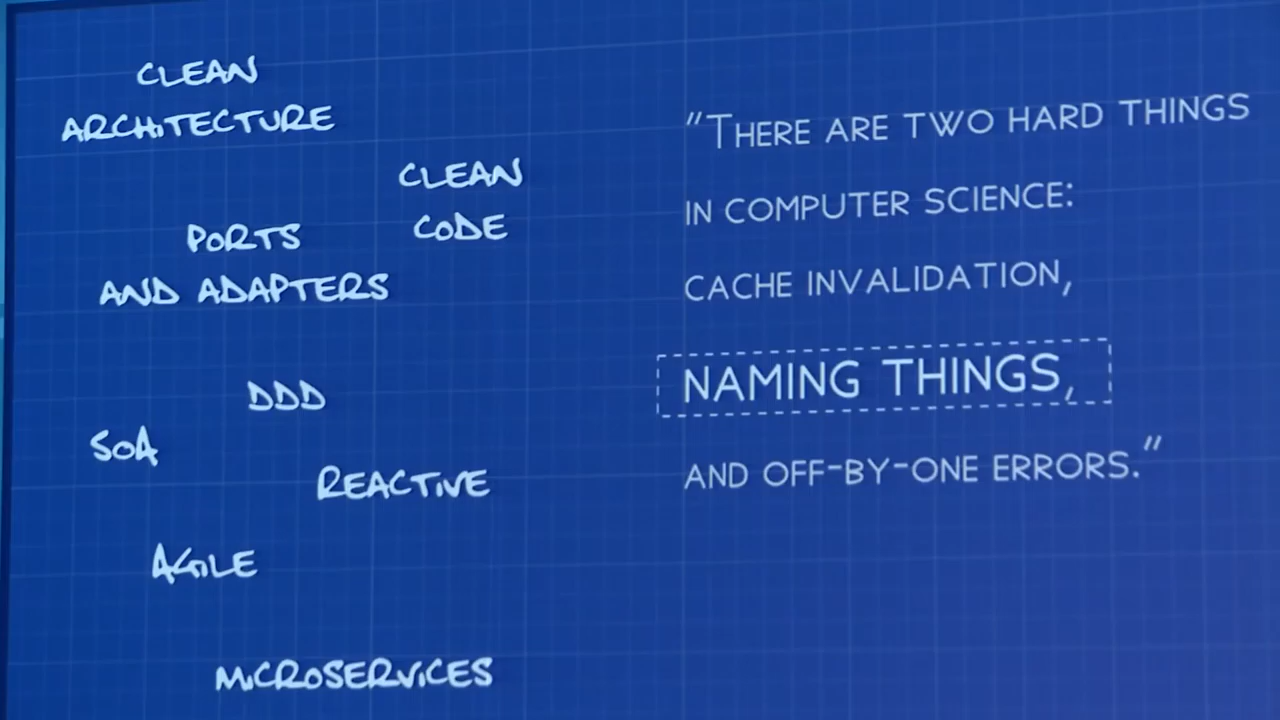 CLEAN
ARCHITECTURE
CLEAN
CODE
PORTS
AND ADAPTERS
DDD
SOA
REACTIVE
AGILE
MICROSERVICES
"THERE ARE TWO HARD THINGS
IN COMPUTER SCIENCE:
CACHE INVALIDATION,
NAMING THINGS,
AND OFF-BY-ONE ERRORS."